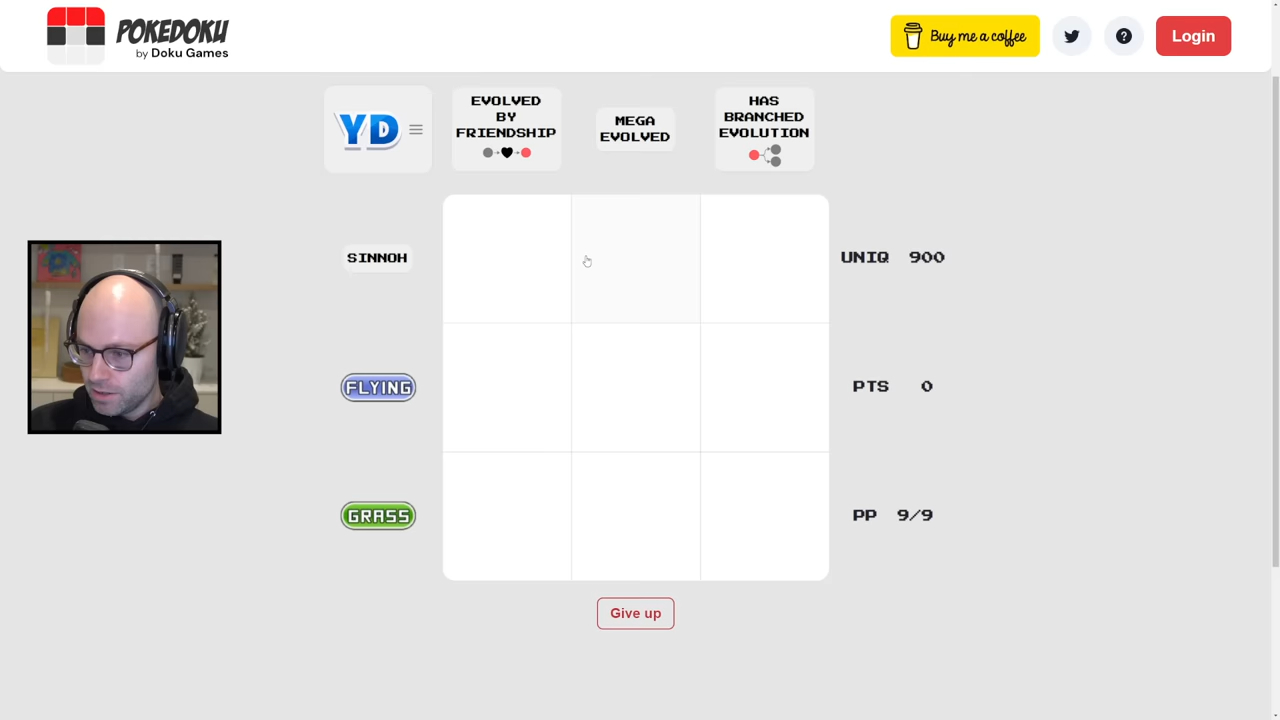 POKEDOKU
by Doku Games
Buy me a coffee
Login
YD
EVOLVED
BY
FRIENDSHIP
MEGA
EVOLVED
HAS
BRANCHED
EVOLUTION
SINNOH
UNIQ 900
FLYING
PTS 0
GRASS
PP 9/9
Give up